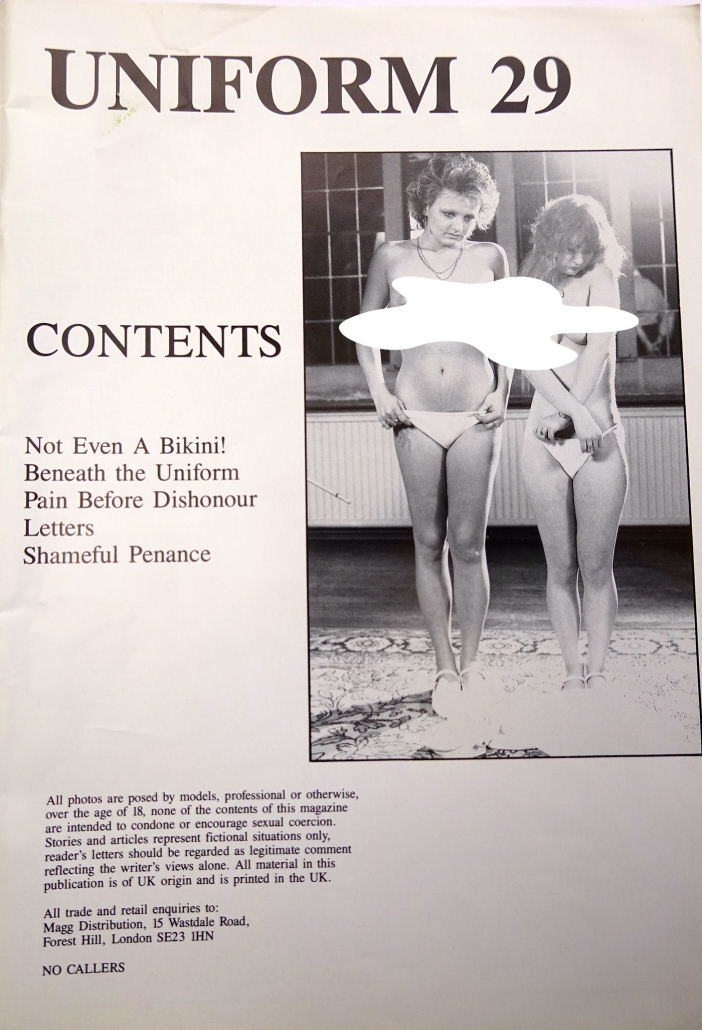 UNIFORM 29
CONTENTS
Not Even A Bikini!
Beneath the Uniform
Pain Before Dishonour
Letters
Shameful Penance
All photos are posed by models, professional or otherwise,
over the age of 18, none of the contents of this magazine
are intended to condone or encourage sexual coercion.
Stories and articles represent fictional situations only,
reader's letters should be regarded as legitimate comment
reflecting the writer's views alone. All material in this
publication is of UK origin and is printed in the UK.
All trade and retail enquiries to:
Magg Distribution, 15 Wastdale Road,
Forest Hill, London SE23 1HN
NO CALLERS